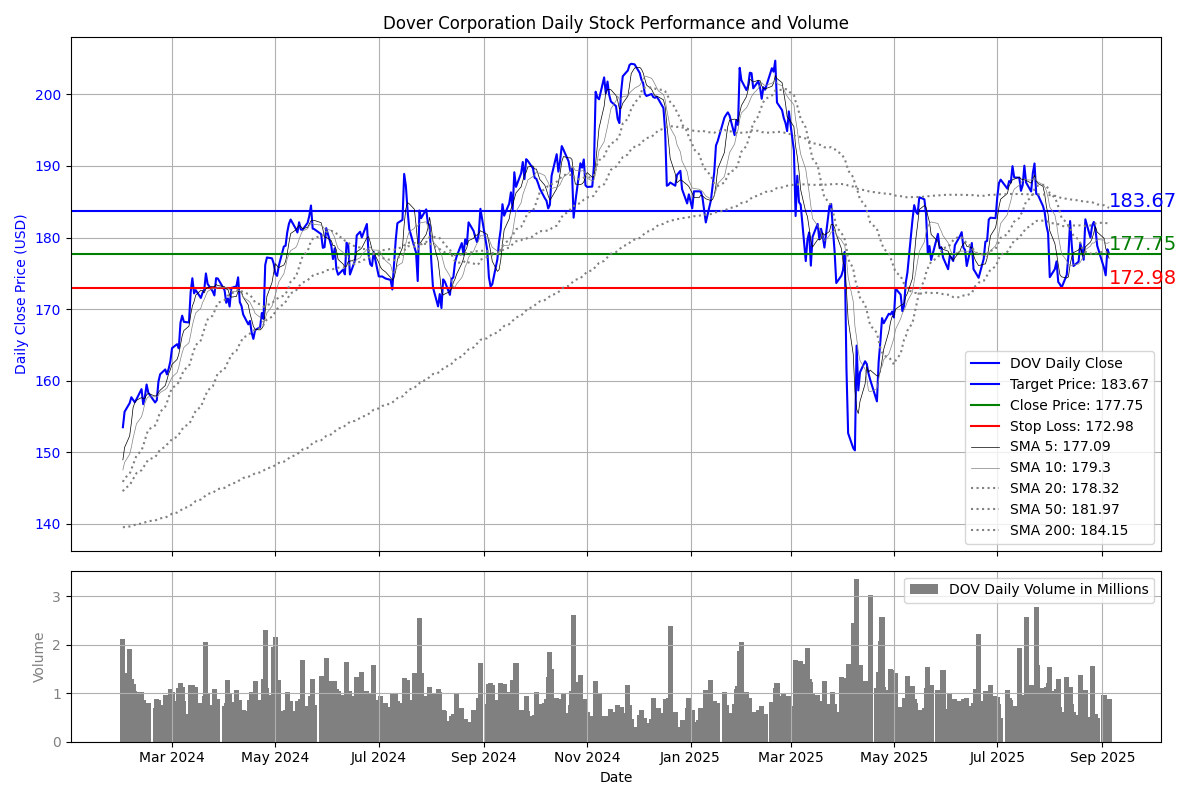 Dover Corporation Daily Stock Performance and Volume
Daily Close Price (USD)
200
190
180
170
160
150
140
183.67
177.75
172.98
DOV Daily Close
Target Price: 183.67
Close Price: 177.75
Stop Loss: 172.98
SMA 5: 177.09
SMA 10: 179.3
SMA 20: 178.32
SMA 50: 181.97
SMA 200: 184.15
Volume
3
2
1
0
DOV Daily Volume in Millions
Mar 2024 May 2024 Jul 2024 Sep 2024 Nov 2024 Jan 2025 Mar 2025 May 2025 Jul 2025 Sep 2025
Date